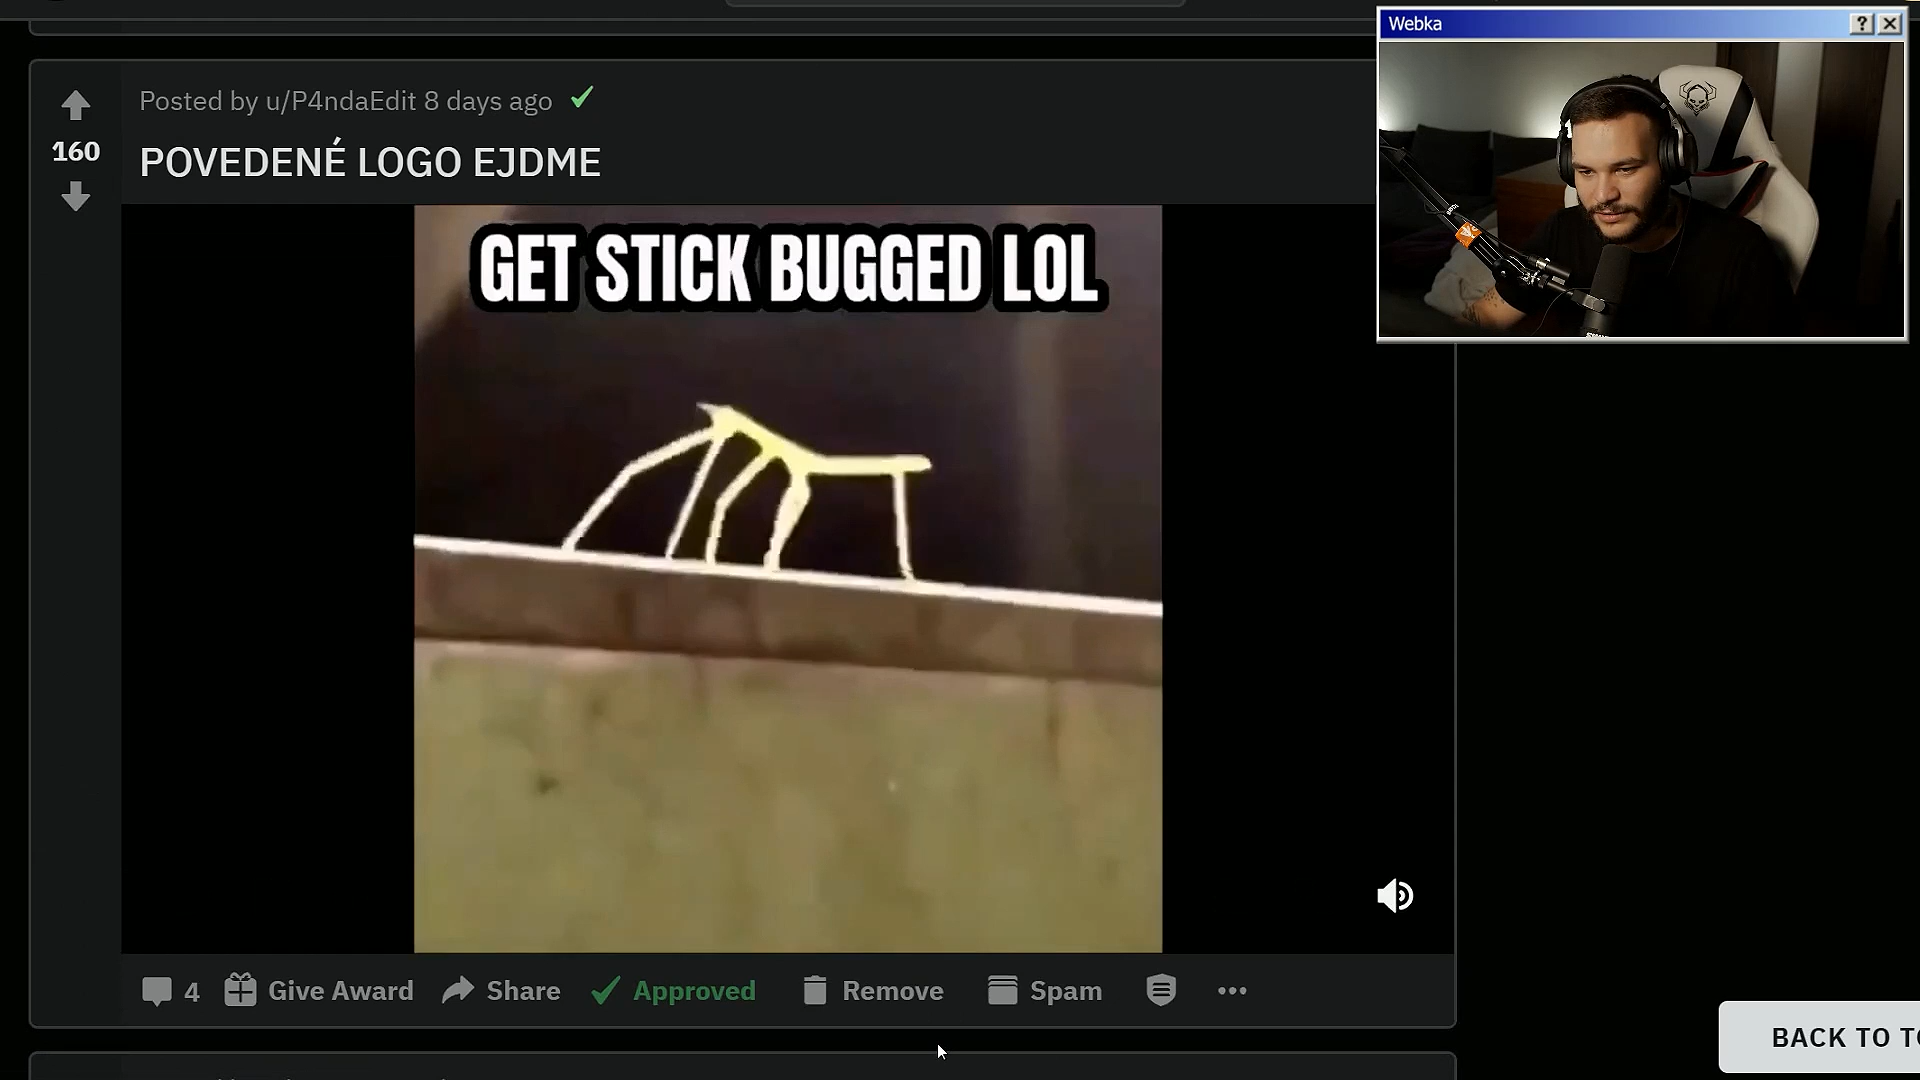 Webka
Posted by u/P4ndaEdit 8 days ago
160
POVEDENÉ LOGO EJDME
GET STICK BUGGED LOL
4 Give Award Share Approved Remove Spam
BACK TO TO